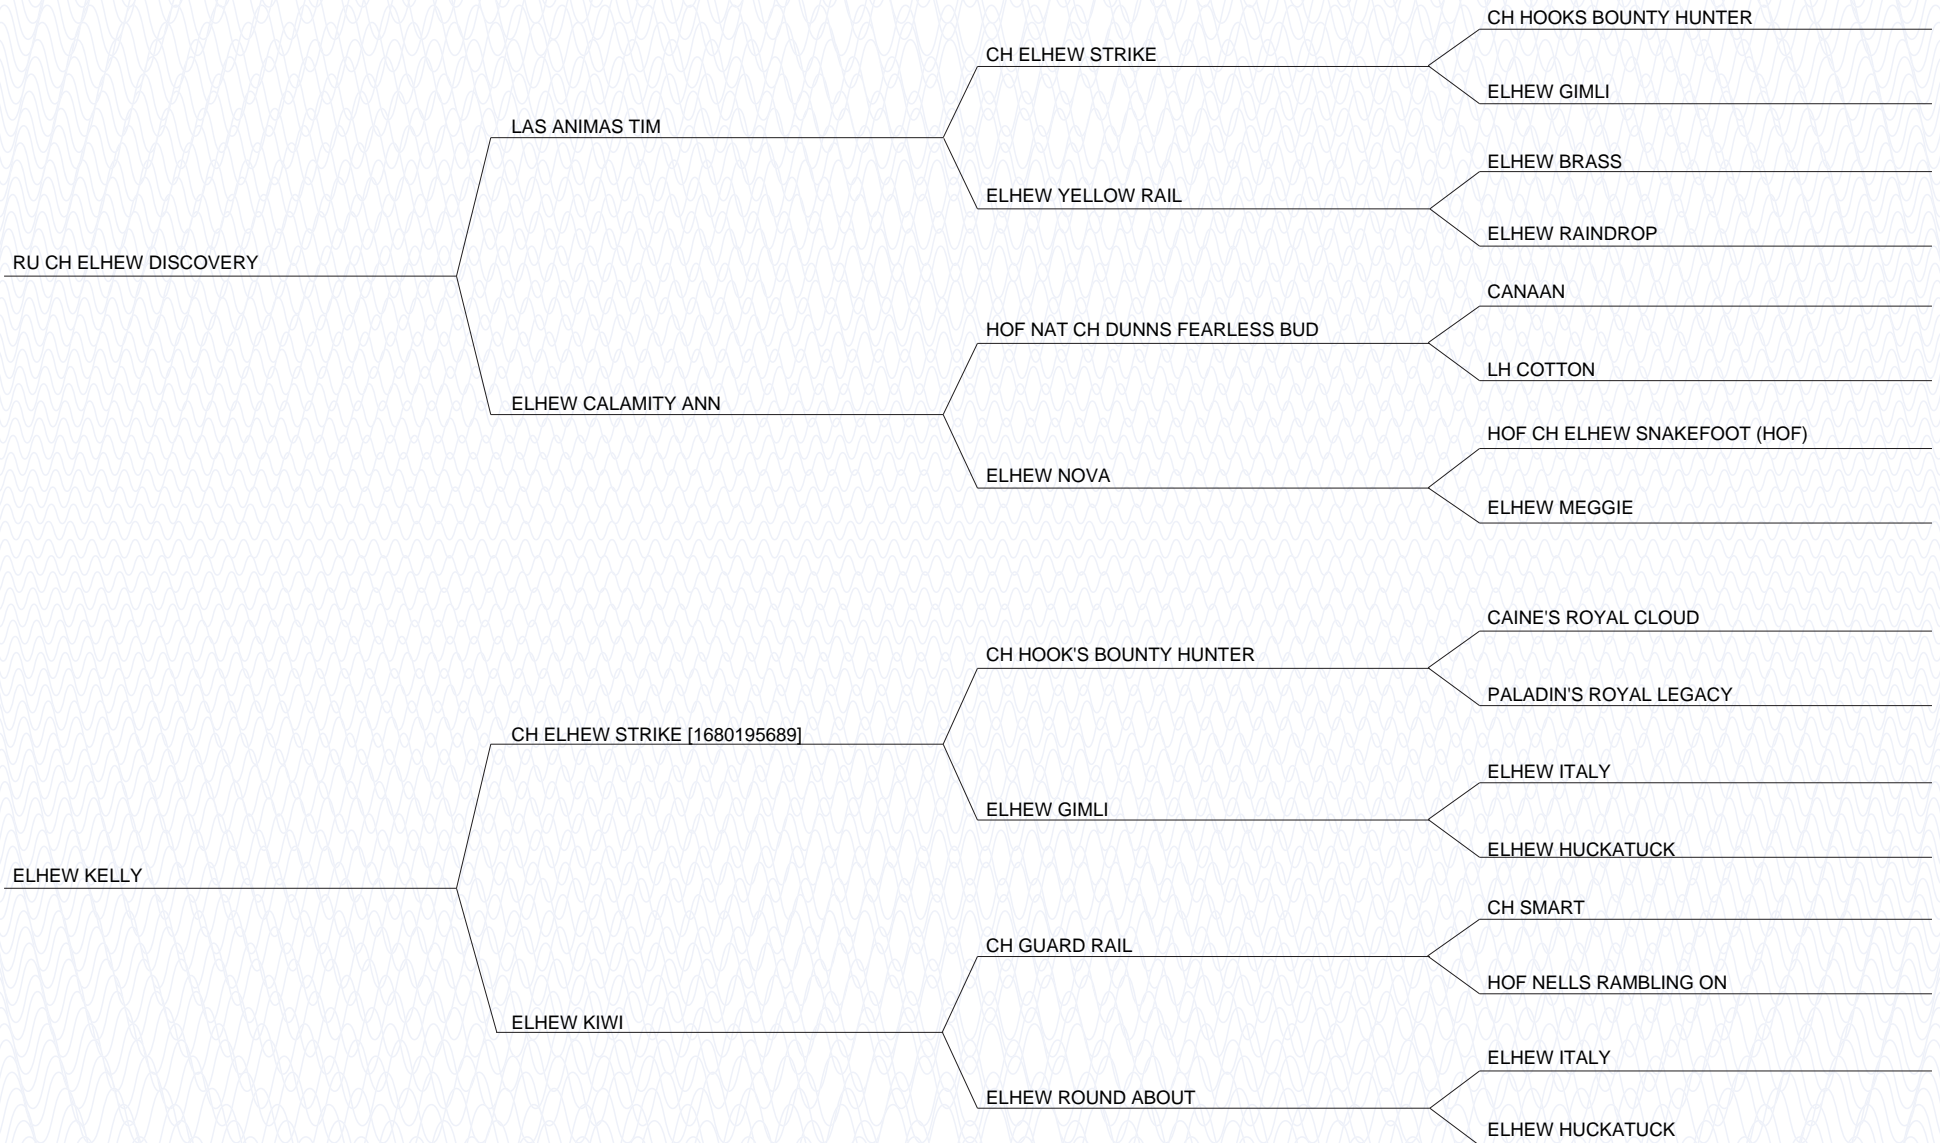 CH HOOKS BOUNTY HUNTER
CH ELHEW STRIKE
ELHEW GIMLI
LAS ANIMAS TIM
ELHEW BRASS
ELHEW YELLOW RAIL
ELHEW RAINDROP
RU CH ELHEW DISCOVERY
CANAAN
HOF NAT CH DUNNS FEARLESS BUD
LH COTTON
ELHEW CALAMITY ANN
HOF CH ELHEW SNAKEFOOT (HOF)
ELHEW NOVA
ELHEW MEGGIE
CAINE'S ROYAL CLOUD
CH HOOK'S BOUNTY HUNTER
PALADIN'S ROYAL LEGACY
CH ELHEW STRIKE [1680195689]
ELHEW ITALY
ELHEW GIMLI
ELHEW HUCKATUCK
ELHEW KELLY
CH SMART
CH GUARD RAIL
HOF NELLS RAMBLING ON
ELHEW KIWI
ELHEW ITALY
ELHEW ROUND ABOUT
ELHEW HUCKATUCK